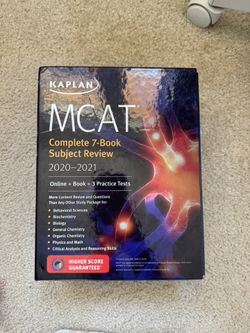 KAPLAN
MCAT
Complete 7-Book
Subject Review
2020–2021
Online + Book + 3 Practice Tests
More Content Review and Questions
Than Any Other Study Package for:
• Behavioral Sciences
• Biochemistry
• Biology
• General Chemistry
• Organic Chemistry
• Physics and Math
• Critical Analysis and Reasoning Skills
HIGHER SCORE
GUARANTEED